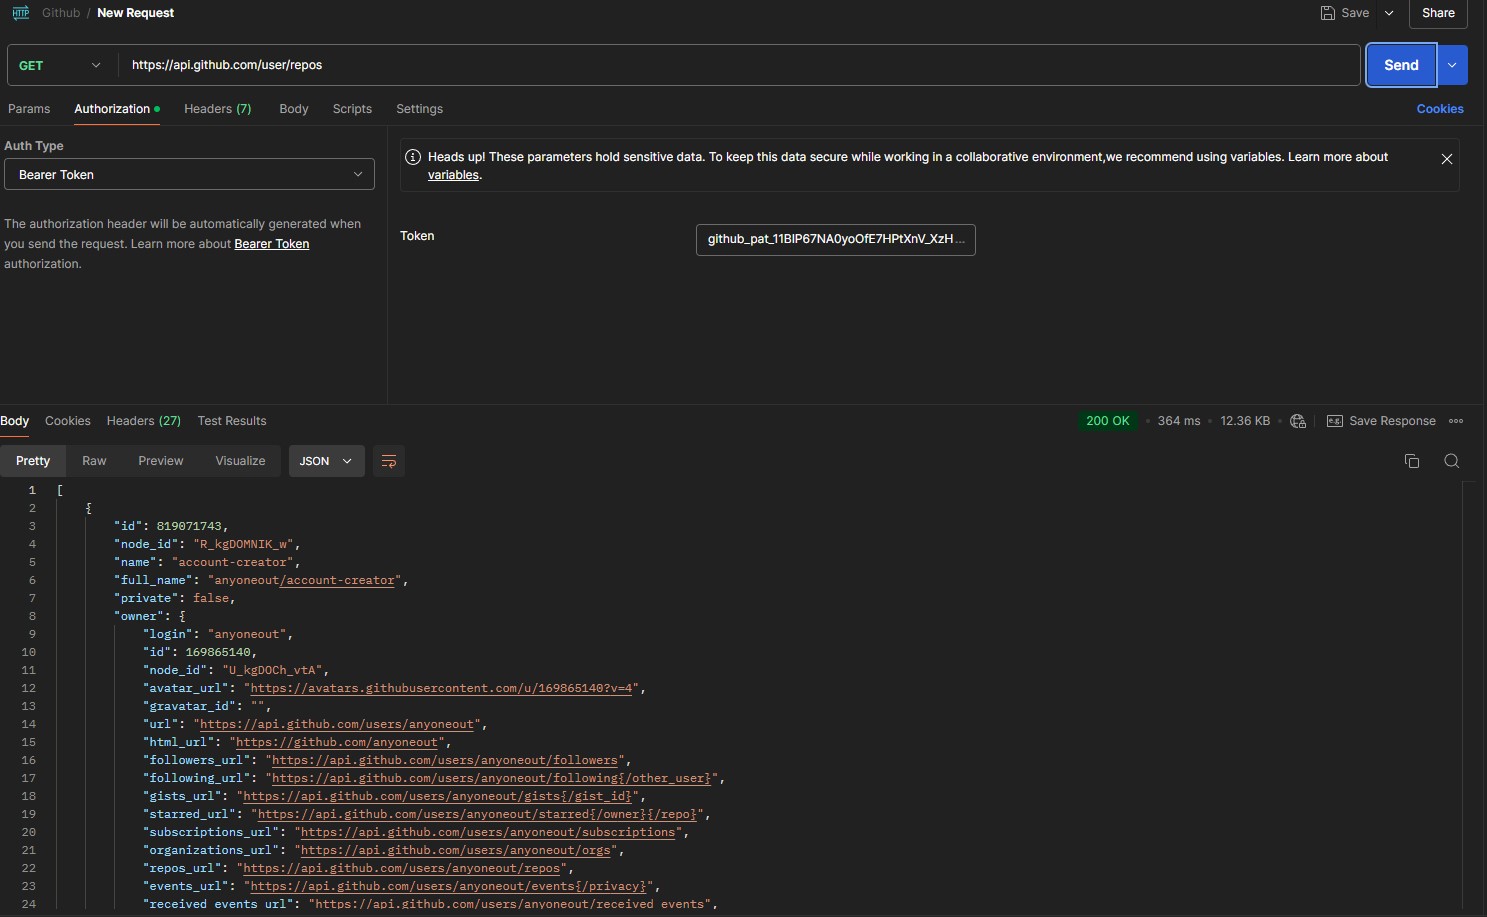 HTTP Github / New Request Save Share
GET https://api.github.com/user/repos Send
Params Authorization Headers (7) Body Scripts Settings Cookies
Auth Type
Bearer Token
The authorization header will be automatically generated when
you send the request. Learn more about Bearer Token
authorization.
Heads up! These parameters hold sensitive data. To keep this data secure while working in a collaborative environment,we recommend using variables. Learn more about
variables.
Token github_pat_11BIP67NA0yoOfE7HPtXnV_XzH...
Body Cookies Headers (27) Test Results 200 OK • 364 ms • 12.36 KB • e.g. Save Response
Pretty Raw Preview Visualize JSON
1 [
2 {
3 "id": 819071743,
4 "node_id": "R_kgDOMNIK_w",
5 "name": "account-creator",
6 "full_name": "anyoneout/account-creator",
7 "private": false,
8 "owner": {
9 "login": "anyoneout",
10 "id": 169865140,
11 "node_id": "U_kgDOCh_vtA",
12 "avatar_url": "https://avatars.githubusercontent.com/u/169865140?v=4",
13 "gravatar_id": "",
14 "url": "https://api.github.com/users/anyoneout",
15 "html_url": "https://github.com/anyoneout",
16 "followers_url": "https://api.github.com/users/anyoneout/followers",
17 "following_url": "https://api.github.com/users/anyoneout/following{/other_user}",
18 "gists_url": "https://api.github.com/users/anyoneout/gists{/gist_id}",
19 "starred_url": "https://api.github.com/users/anyoneout/starred{/owner}{/repo}",
20 "subscriptions_url": "https://api.github.com/users/anyoneout/subscriptions",
21 "organizations_url": "https://api.github.com/users/anyoneout/orgs",
22 "repos_url": "https://api.github.com/users/anyoneout/repos",
23 "events_url": "https://api.github.com/users/anyoneout/events{/privacy}",
24 "received_events_url": "https://api.github.com/users/anyoneout/received_events",